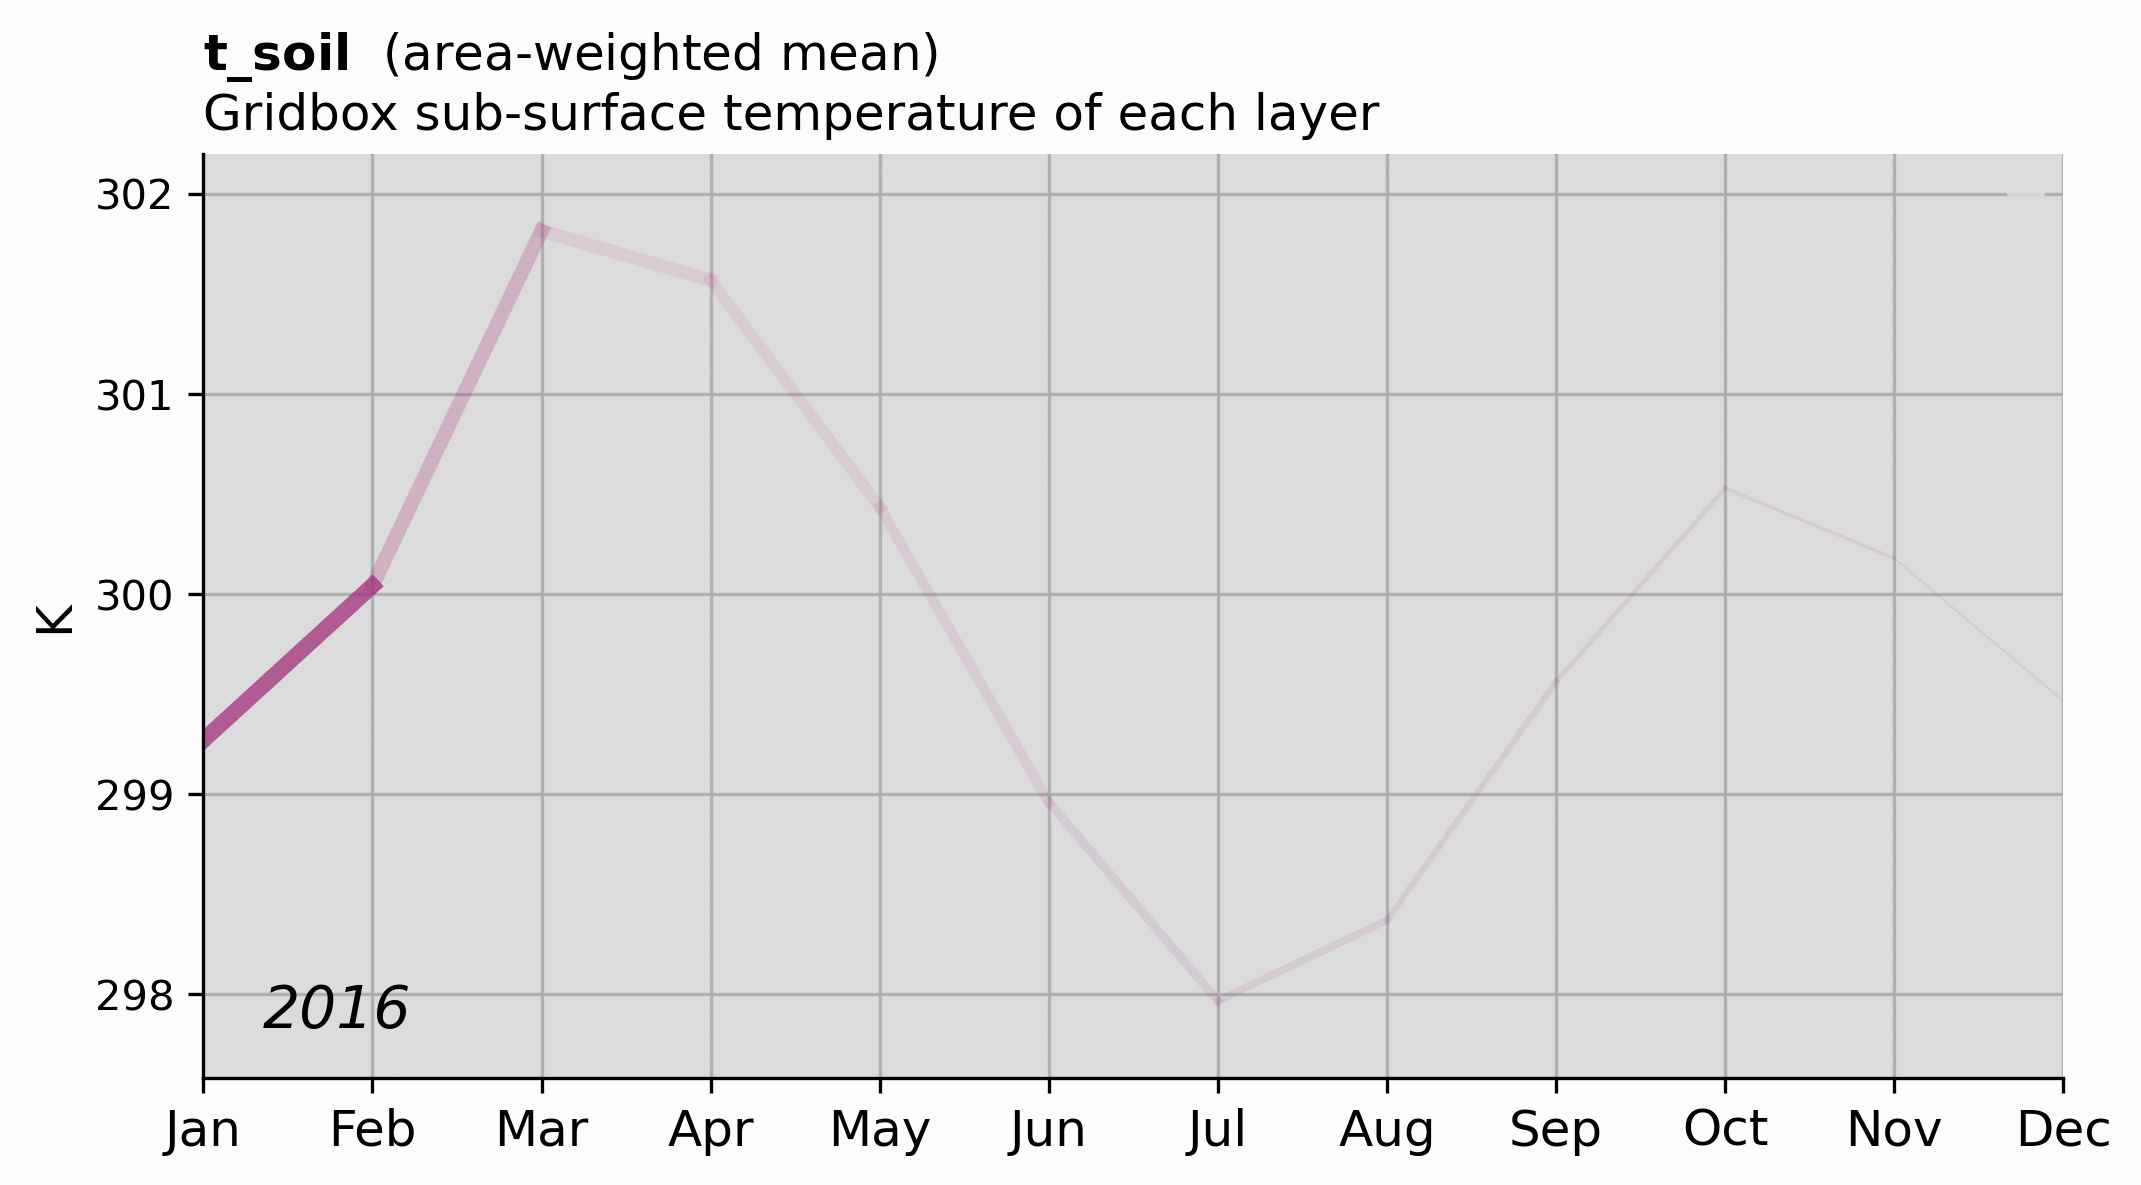 t_soil (area-weighted mean)
Gridbox sub-surface temperature of each layer
302
301
300
299
298
K
2016
Jan Feb Mar Apr May Jun Jul Aug Sep Oct Nov Dec